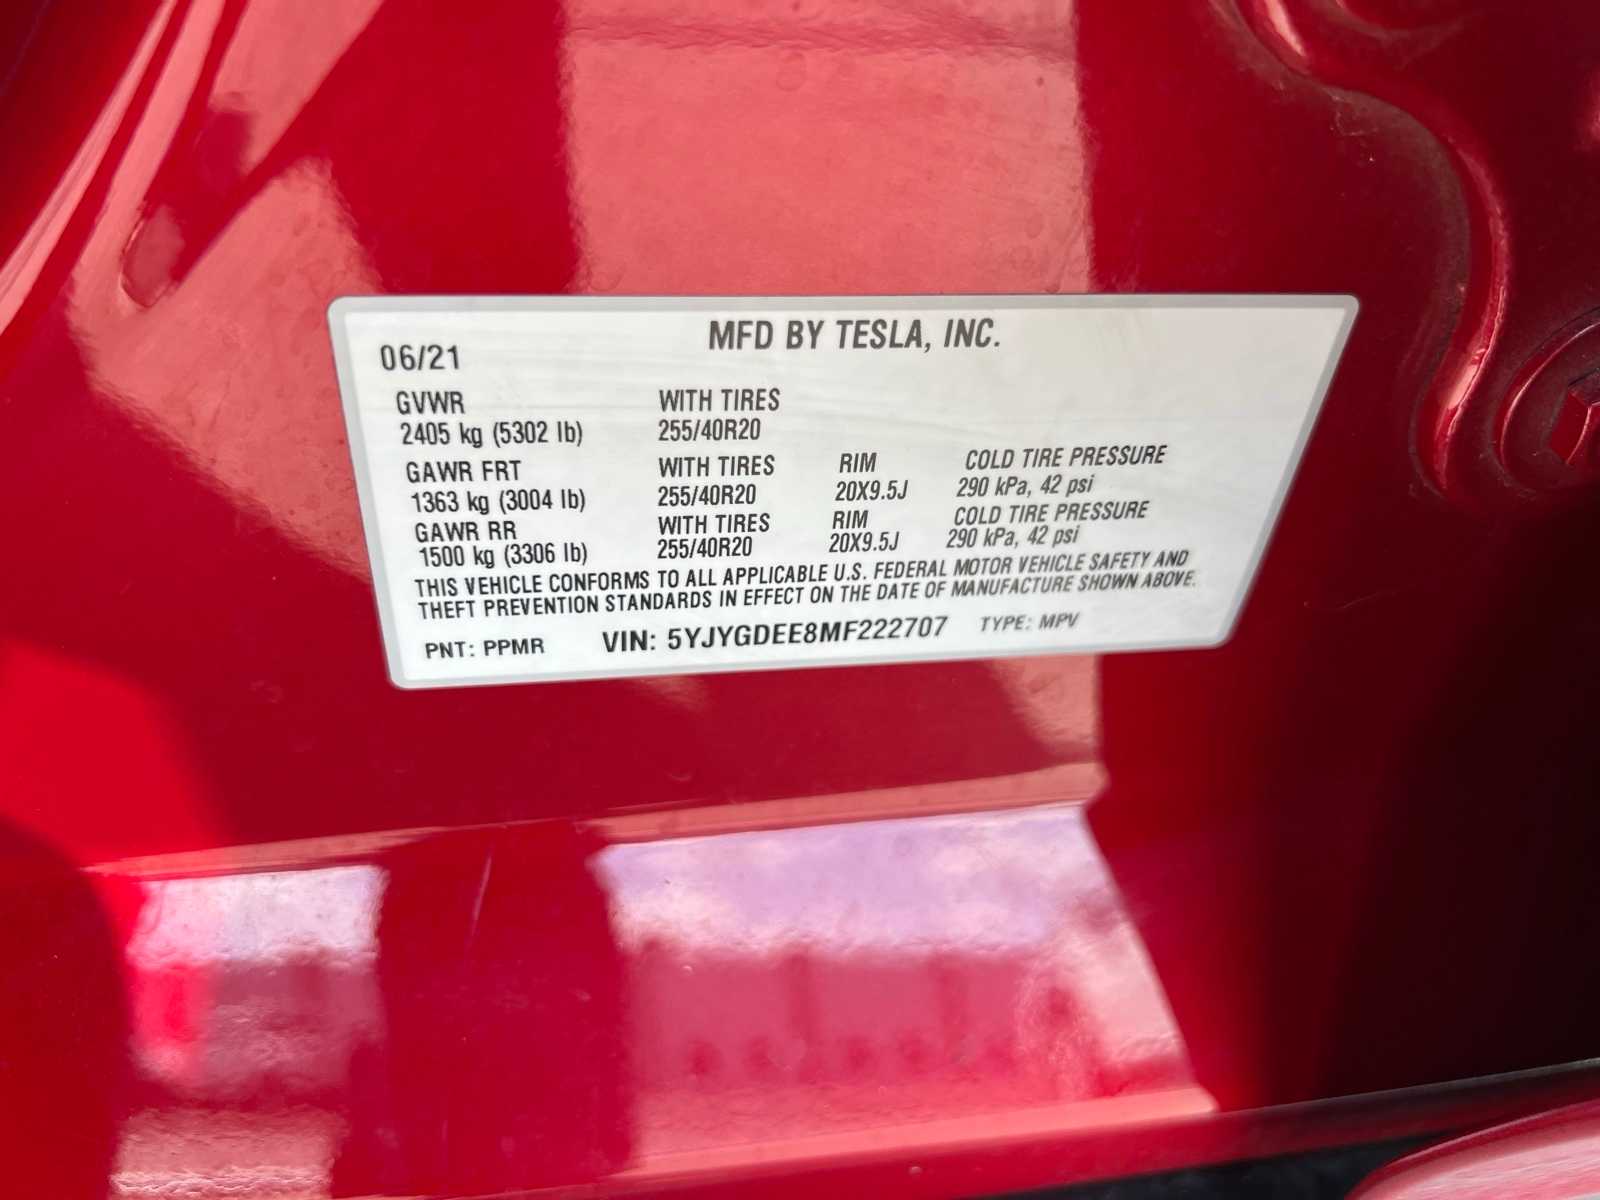 MFD BY TESLA, INC.
06/21
GVWR WITH TIRES
2405 kg (5302 lb) 255/40R20
GAWR FRT WITH TIRES RIM COLD TIRE PRESSURE
1363 kg (3004 lb) 255/40R20 20X9.5J 290 kPa, 42 psi
GAWR RR WITH TIRES RIM COLD TIRE PRESSURE
1500 kg (3306 lb) 255/40R20 20X9.5J 290 kPa, 42 psi
THIS VEHICLE CONFORMS TO ALL APPLICABLE U.S. FEDERAL MOTOR VEHICLE SAFETY AND
THEFT PREVENTION STANDARDS IN EFFECT ON THE DATE OF MANUFACTURE SHOWN ABOVE.
PNT: PPMR VIN: 5YJYGDEE8MF222707 TYPE: MPV